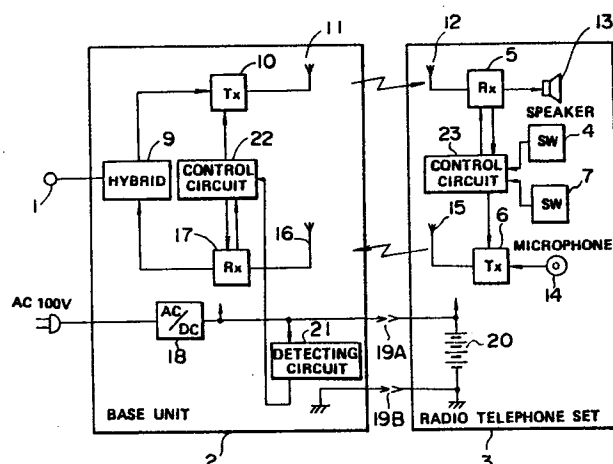 11
12
5
13
10
Tx
Rx
SPEAKER
9
22
23
4
SW
HYBRID
CONTROL
CIRCUIT
CONTROL
CIRCUIT
7
SW
1
17
16
15
6
Rx
MICROPHONE
Tx
14
AC 100V
AC/DC
18
21
DETECTING
CIRCUIT
19A
20
19B
BASE UNIT
RADIO TELEPHONE SET
2
3